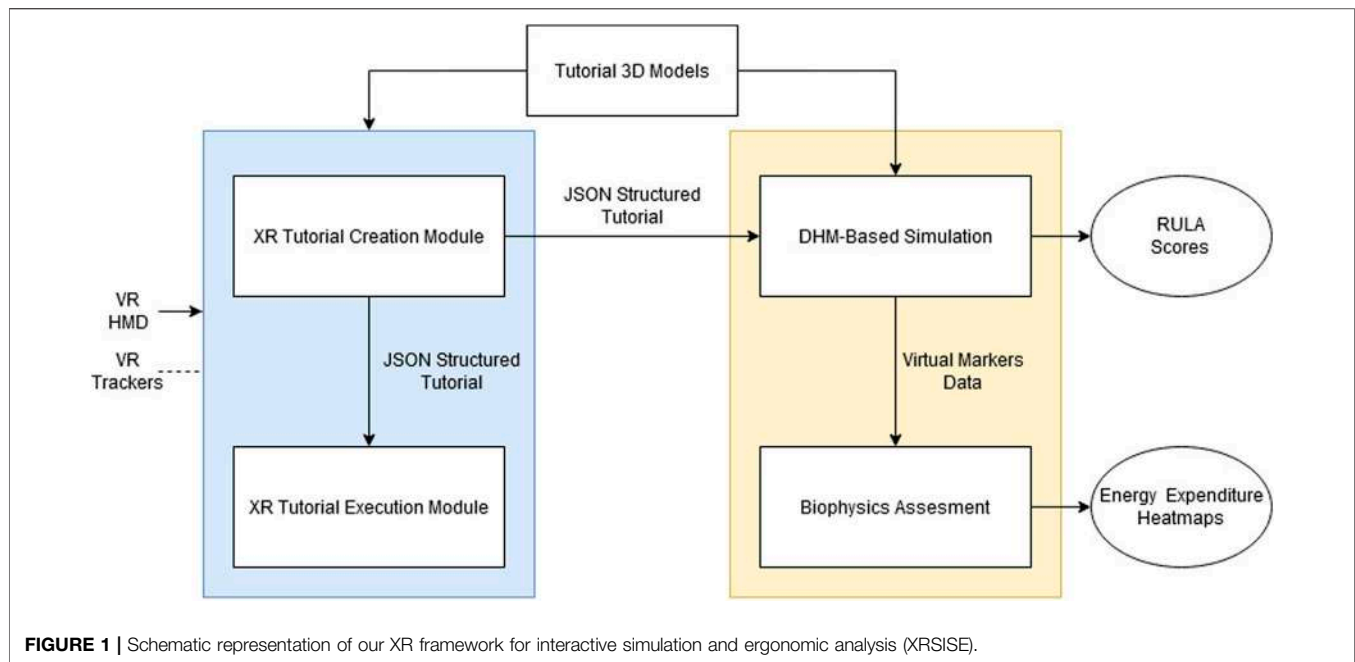 Tutorial 3D Models
XR Tutorial Creation Module
JSON Structured
Tutorial
DHM-Based Simulation
RULA
Scores
VR
HMD
VR
Trackers
JSON Structured
Tutorial
Virtual Markers
Data
XR Tutorial Execution Module
Biophysics Assesment
Energy Expenditure
Heatmaps
FIGURE 1 | Schematic representation of our XR framework for interactive simulation and ergonomic analysis (XRSISE).